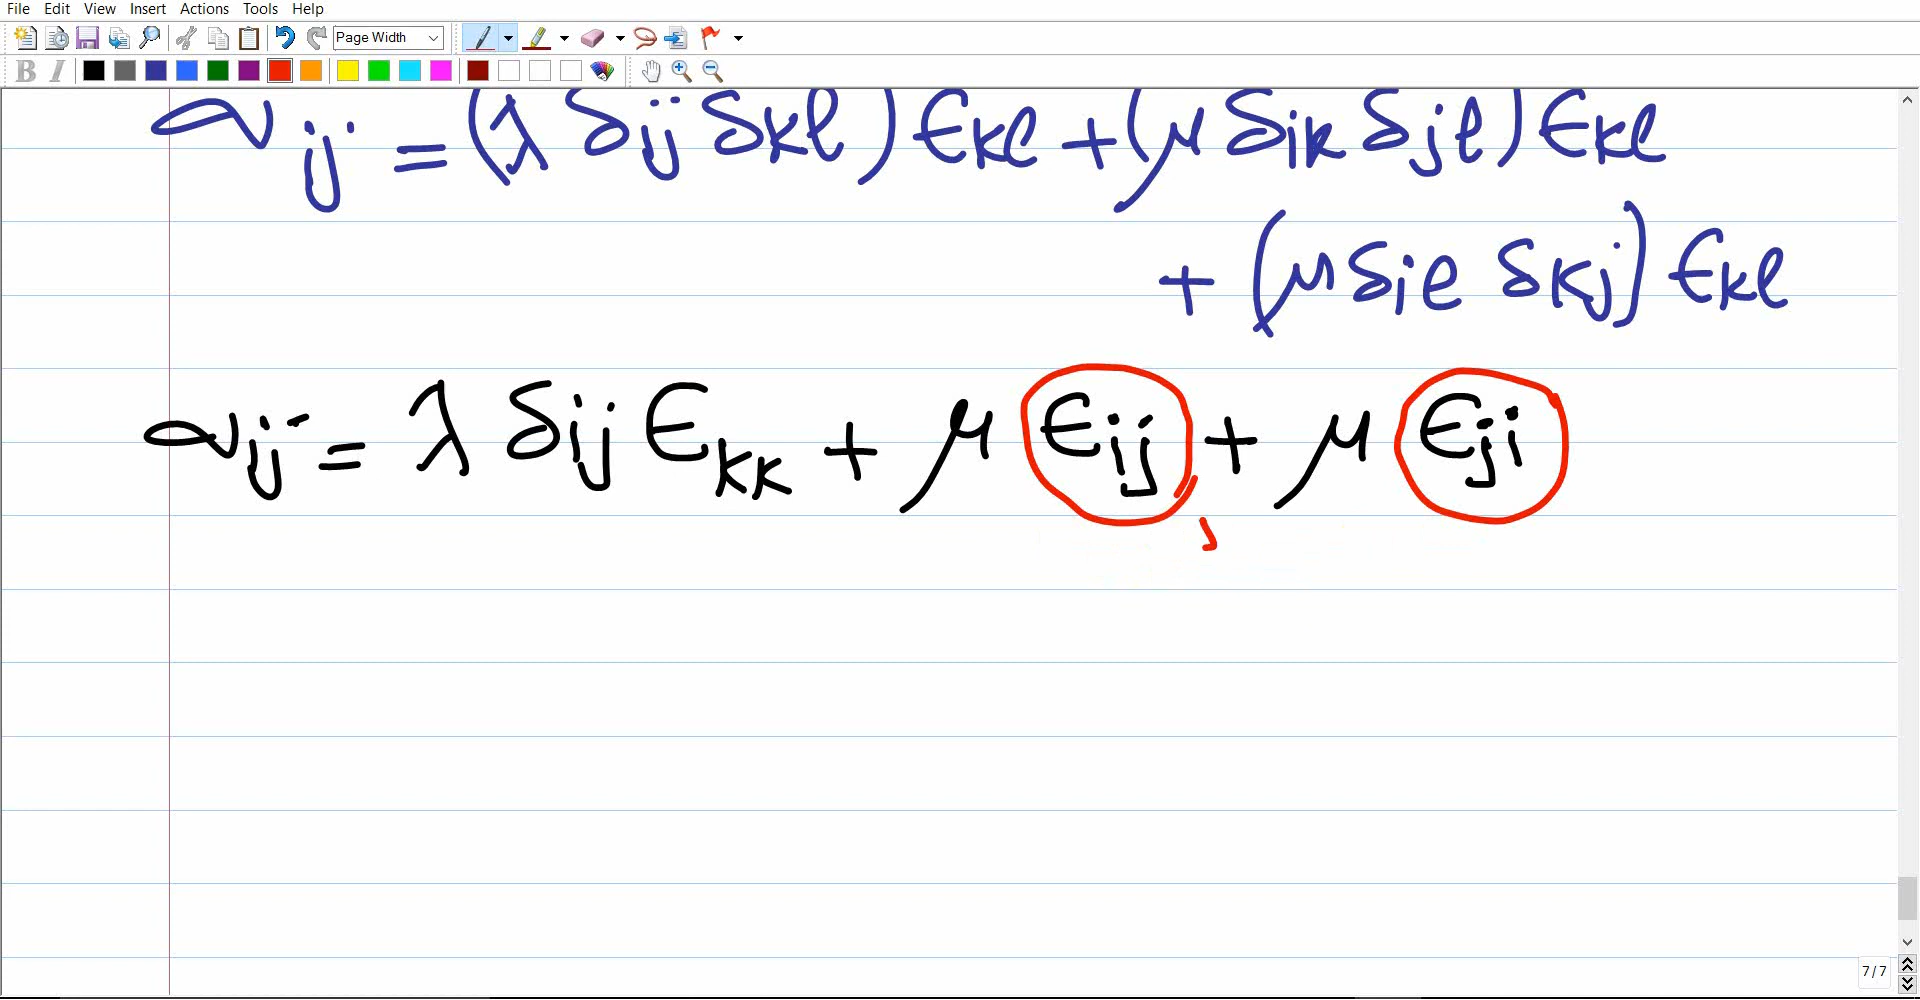 File Edit View Insert Actions Tools Help
Page Width
B I
σij = (λ δij δkl) ϵkl + (μ δik δjl) ϵkl
+ (μ δil δkj) ϵkl
σij = λ δij ϵkk + μ ϵij + μ ϵji
7 / 7